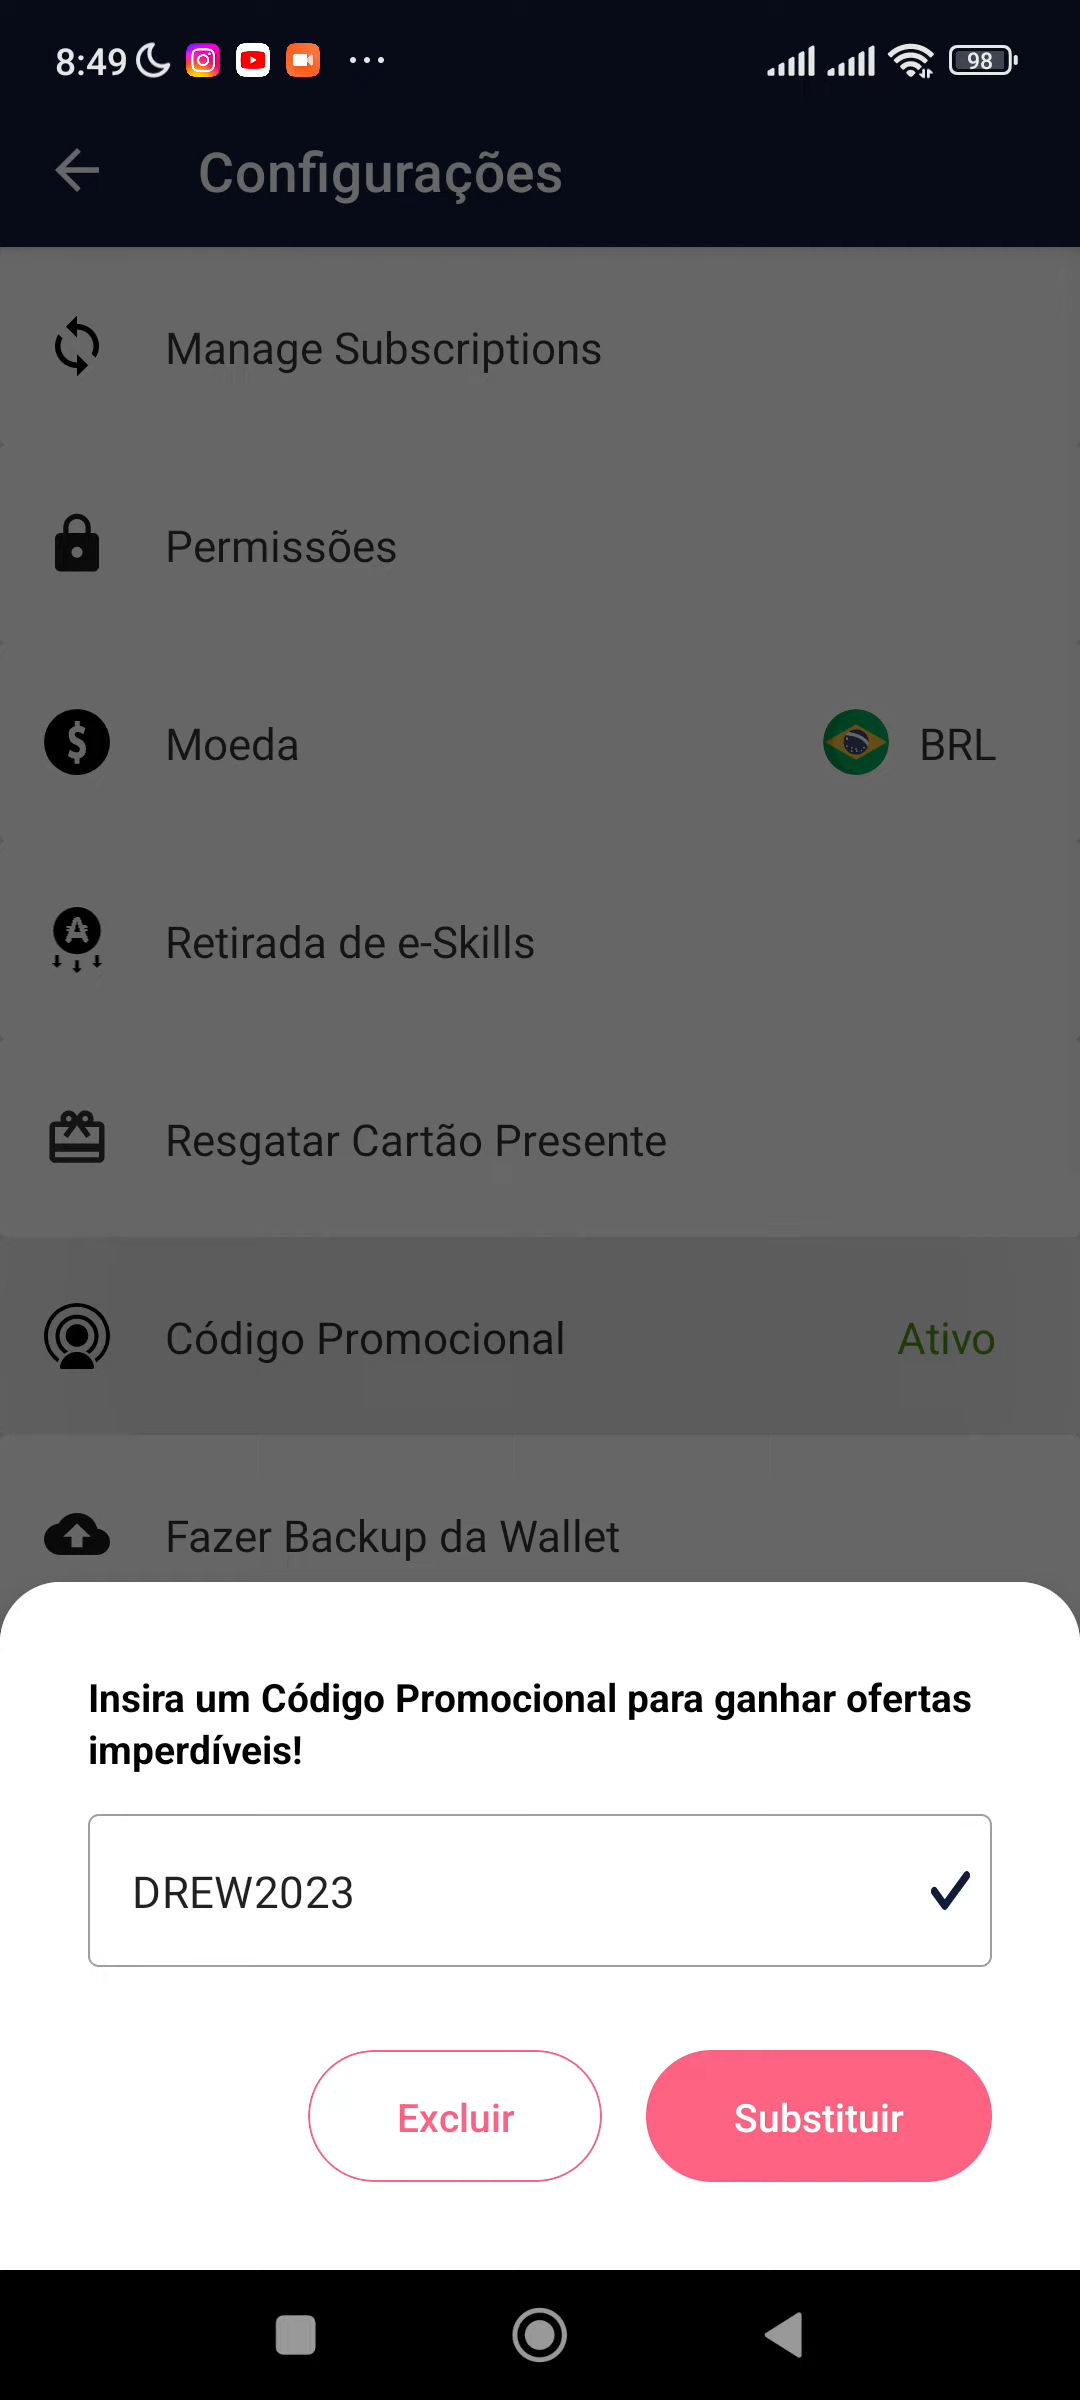 8:49
98
Configurações
Manage Subscriptions
Permissões
Moeda BRL
Retirada de e-Skills
Resgatar Cartão Presente
Código Promocional Ativo
Fazer Backup da Wallet
Insira um Código Promocional para ganhar ofertas
imperdíveis!
DREW2023
Excluir Substituir